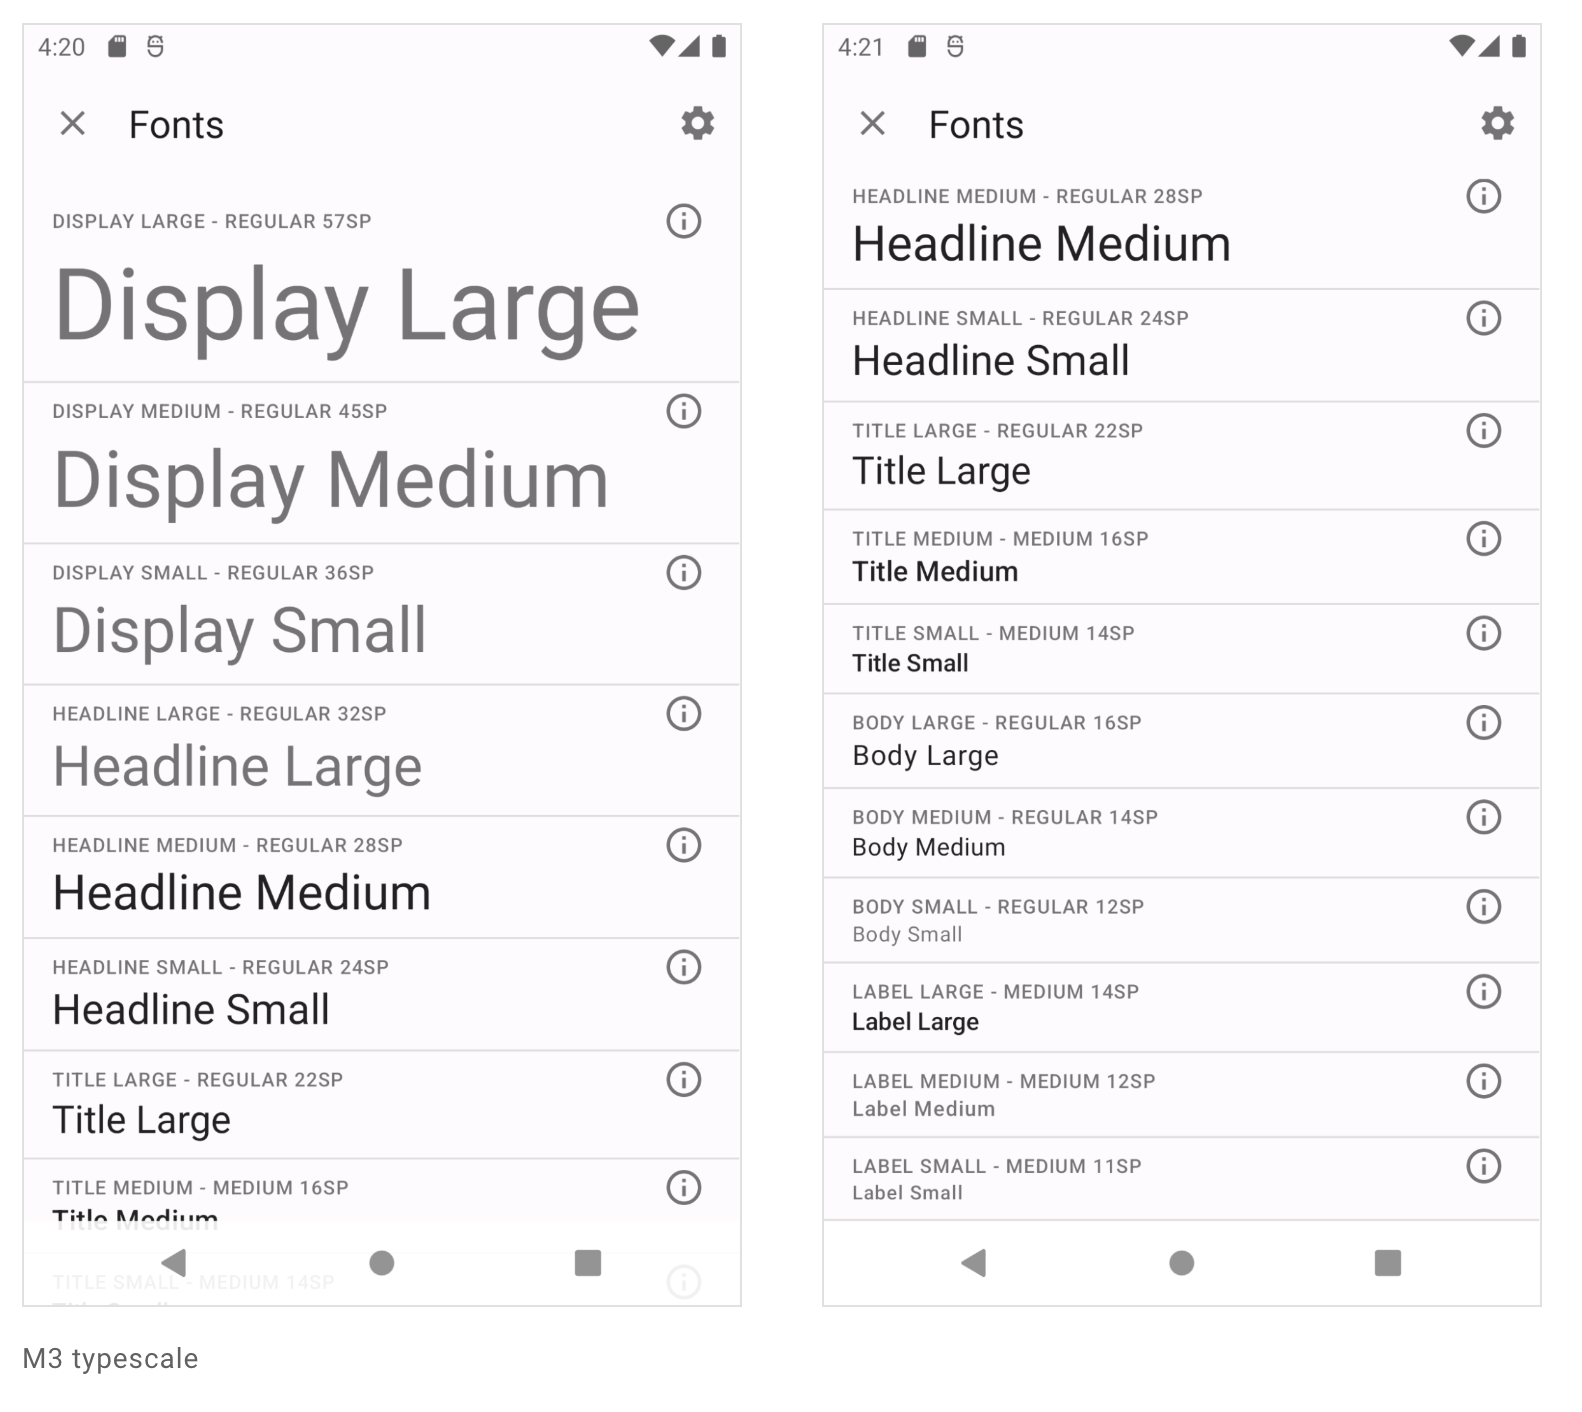 4:20
Fonts
DISPLAY LARGE - REGULAR 57SP
Display Large
DISPLAY MEDIUM - REGULAR 45SP
Display Medium
DISPLAY SMALL - REGULAR 36SP
Display Small
HEADLINE LARGE - REGULAR 32SP
Headline Large
HEADLINE MEDIUM - REGULAR 28SP
Headline Medium
HEADLINE SMALL - REGULAR 24SP
Headline Small
TITLE LARGE - REGULAR 22SP
Title Large
TITLE MEDIUM - MEDIUM 16SP
Title Medium
TITLE SMALL - MEDIUM 14SP
4:21
Fonts
HEADLINE MEDIUM - REGULAR 28SP
Headline Medium
HEADLINE SMALL - REGULAR 24SP
Headline Small
TITLE LARGE - REGULAR 22SP
Title Large
TITLE MEDIUM - MEDIUM 16SP
Title Medium
TITLE SMALL - MEDIUM 14SP
Title Small
BODY LARGE - REGULAR 16SP
Body Large
BODY MEDIUM - REGULAR 14SP
Body Medium
BODY SMALL - REGULAR 12SP
Body Small
LABEL LARGE - MEDIUM 14SP
Label Large
LABEL MEDIUM - MEDIUM 12SP
Label Medium
LABEL SMALL - MEDIUM 11SP
Label Small
M3 typescale